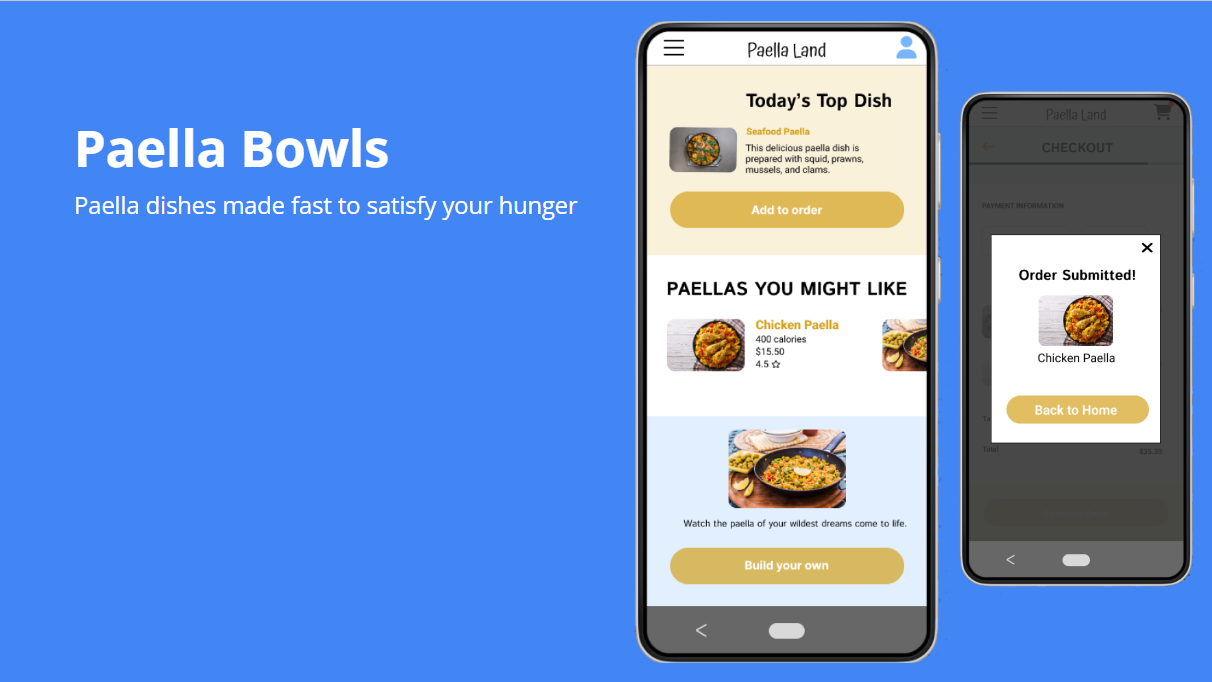 Paella Bowls
Paella dishes made fast to satisfy your hunger
Paella Land
Today's Top Dish
Seafood Paella
This delicious paella dish is
prepared with squid, prawns,
mussels, and clams.
Add to order
PAELLAS YOU MIGHT LIKE
Chicken Paella
400 calories
$15.50
4.5
Watch the paella of your wildest dreams come to life.
Build your own
Paella Land
CHECKOUT
PAYMENT INFORMATION
Order Submitted!
Chicken Paella
Back to Home
Total